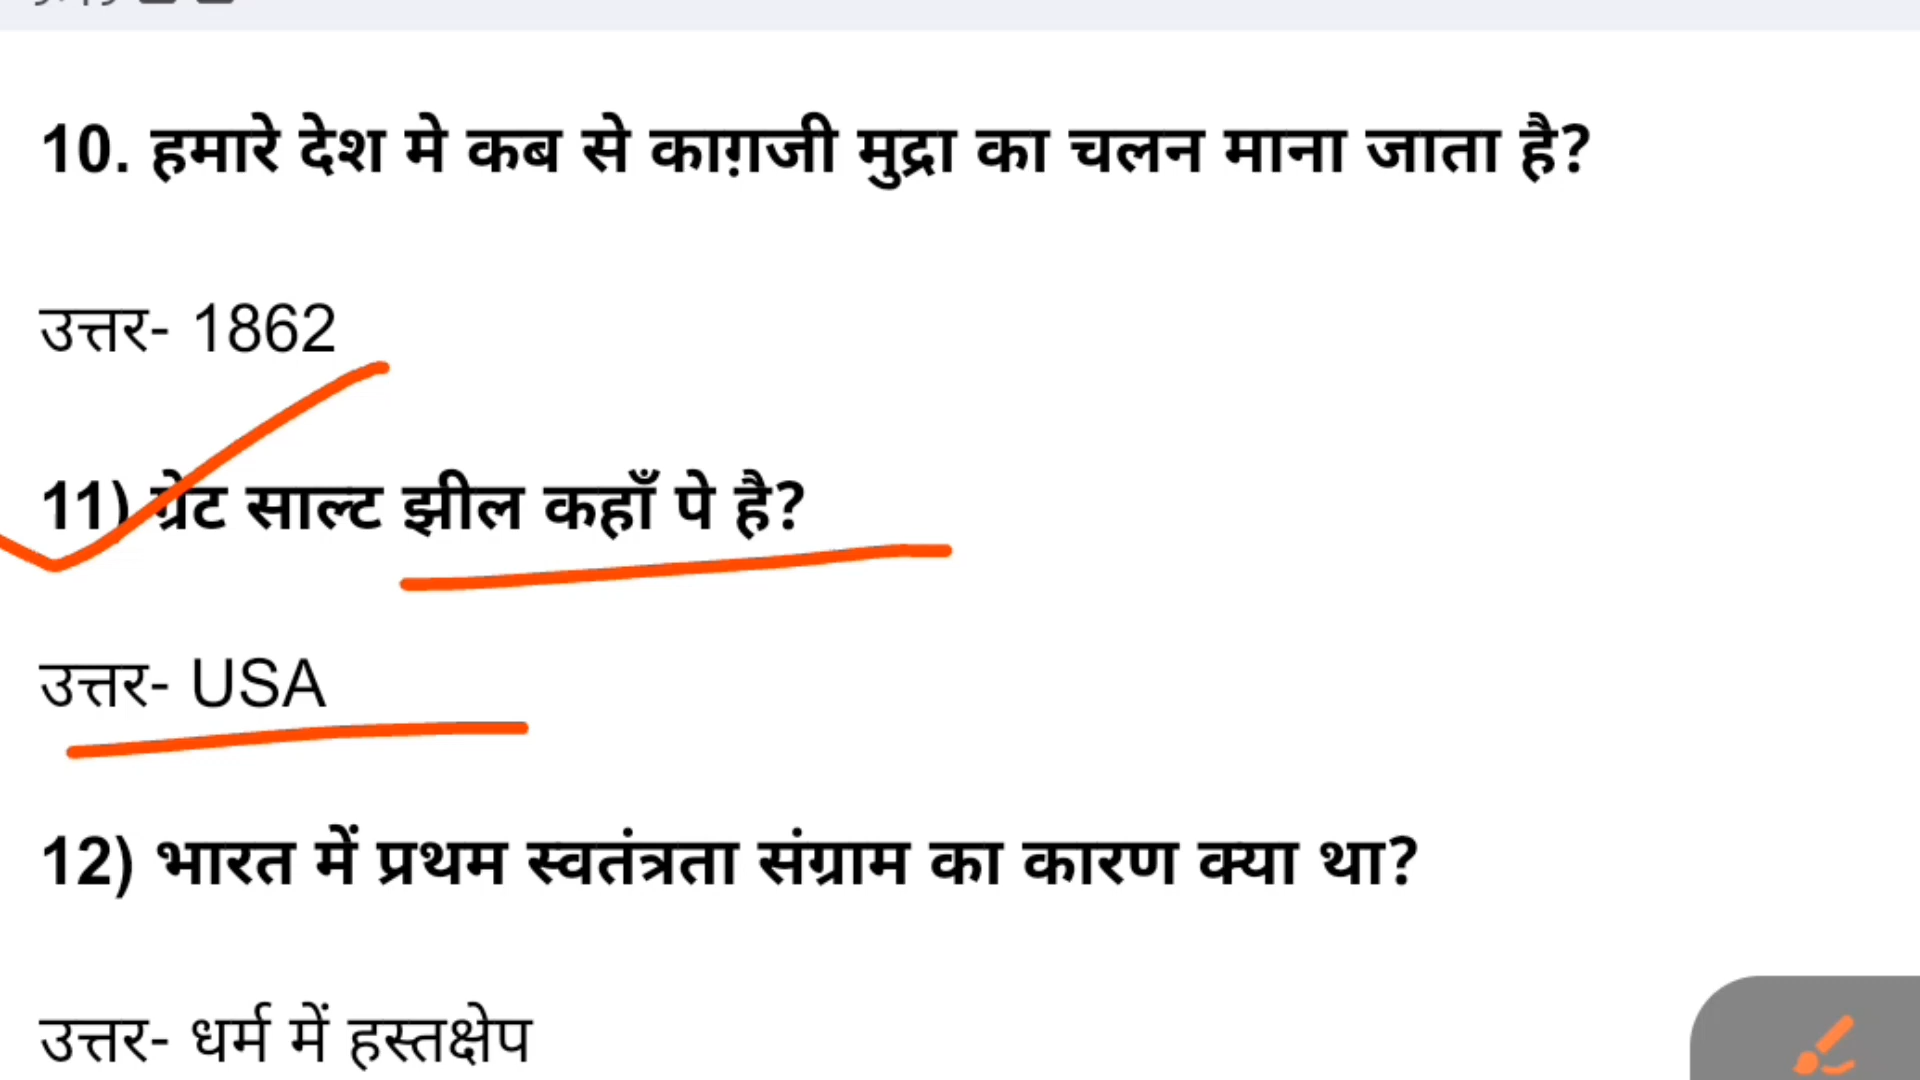 10. हमारे देश मे कब से काग़जी मुद्रा का चलन माना जाता है?
उत्तर- 1862
11) ग्रेट साल्ट झील कहाँ पे है?
उत्तर- USA
12) भारत में प्रथम स्वतंत्रता संग्राम का कारण क्या था?
उत्तर- धर्म में हस्तक्षेप